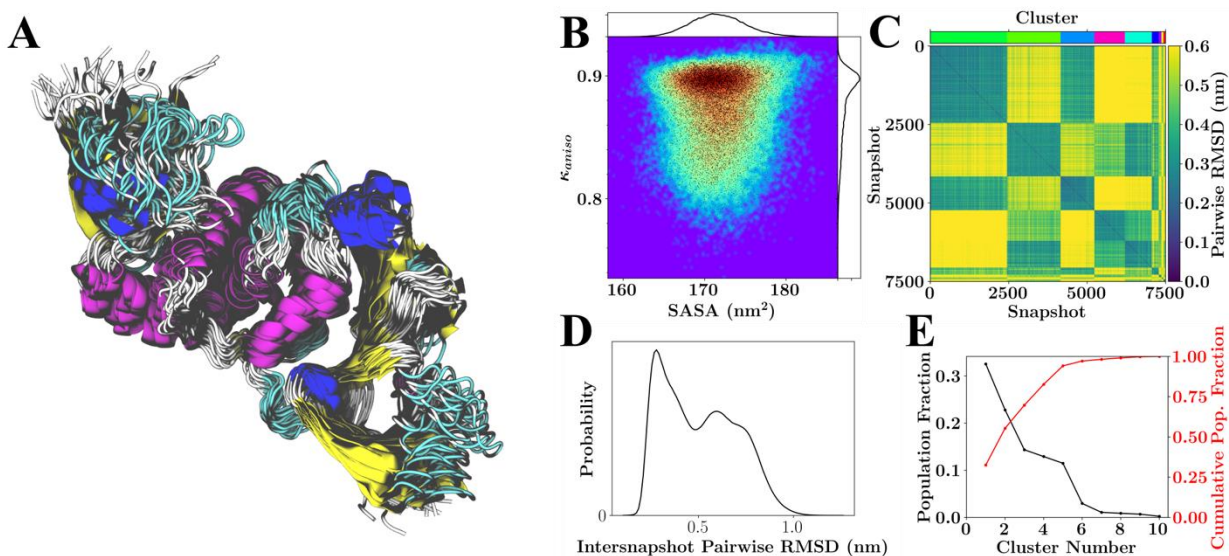 A
B
κaniso
0.9
0.8
160
170
180
SASA (nm²)
C
Cluster
0
2500
5000
7500
Snapshot
0
2500
5000
7500
Snapshot
0.6
0.5
0.4
0.3
0.2
0.1
0.0
Pairwise RMSD (nm)
D
Probability
0
0.5
1.0
Intersnapshot Pairwise RMSD (nm)
E
Population Fraction
0.3
0.2
0.1
0.0
0
2
4
6
8
10
Cluster Number
1.00
0.75
0.50
0.25
0.00
Cumulative Pop. Fraction